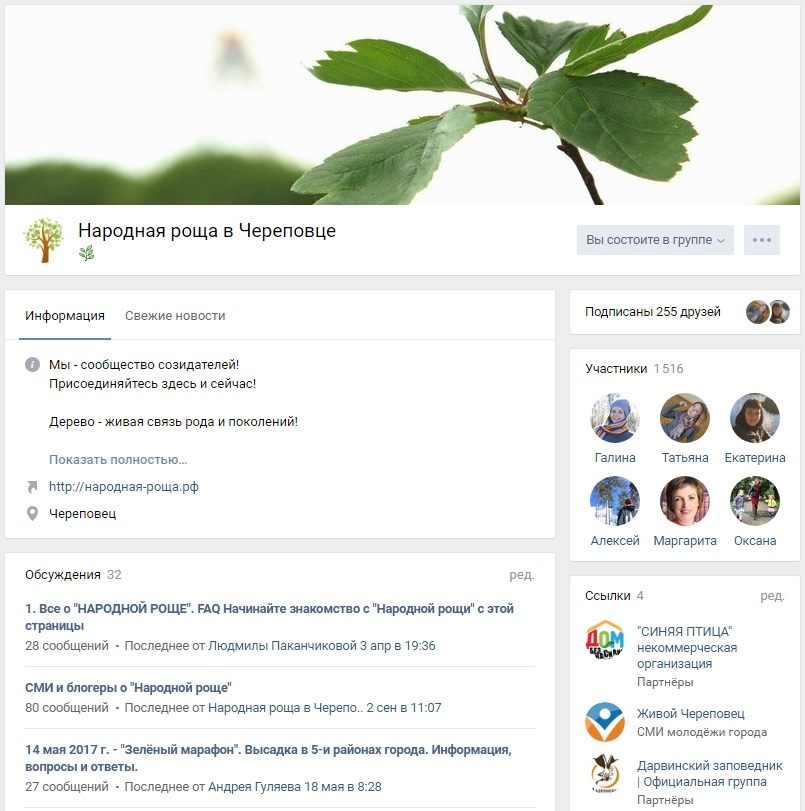 Народная роща в Череповце
Вы состоите в группе
Информация
Свежие новости
Мы - сообщество созидателей!
Присоединяйтесь здесь и сейчас!
Дерево - живая связь рода и поколений!
Показать полностью...
http://народная-роща.рф
Череповец
Обсуждения 32
ред.
1. Все о "НАРОДНОЙ РОЩЕ". FAQ Начинайте знакомство с "Народной рощи" с этой
страницы
28 сообщений · Последнее от Людмилы Паканчиковой 3 апр в 19:36
СМИ и блогеры о "Народной роще"
80 сообщений · Последнее от Народная роща в Черепо.. 2 сен в 11:07
14 мая 2017 г. - "Зелёный марафон". Высадка в 5-и районах города. Информация,
вопросы и ответы.
27 сообщений · Последнее от Андрея Гуляева 18 мая в 8:28
Подписаны 255 друзей
Участники 1 516
Галина
Татьяна
Екатерина
Алексей
Маргарита
Оксана
Ссылки 4
ред.
ДОМ
БЕЗ НАСИЛИЯ
"СИНЯЯ ПТИЦА"
некоммерческая
организация
Партнёры
Живой Череповец
СМИ молодёжи города
Дарвинский заповедник
| Официальная группа
Партнёры